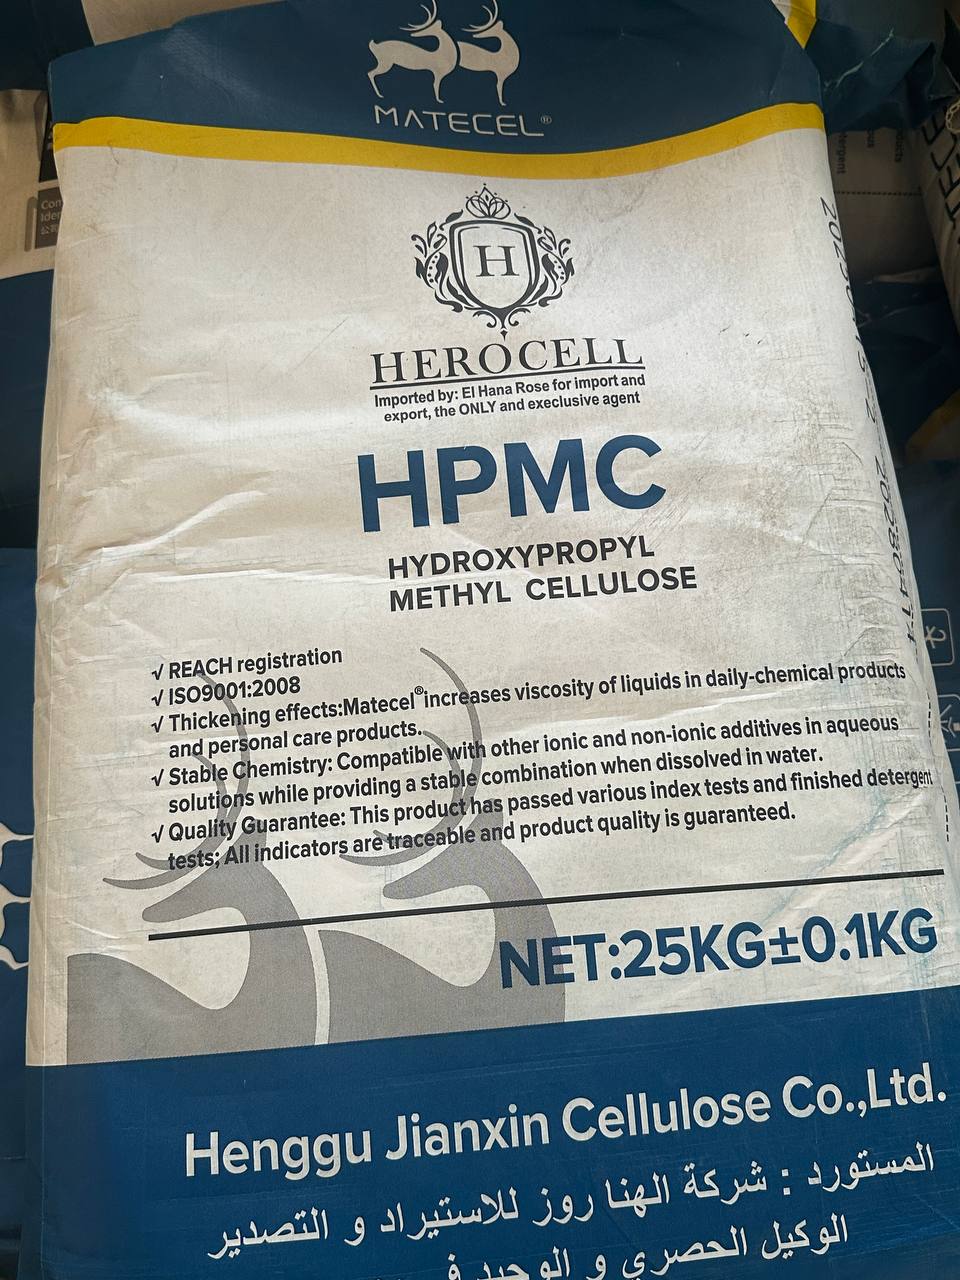 MATECEL®
H
HEROCELL
Imported by: El Hana Rose for import and
export, the ONLY and execlusive agent
HPMC
HYDROXYPROPYL
METHYL CELLULOSE
√ REACH registration
√ ISO9001:2008
√ Thickening effects:Matecel®increases viscosity of liquids in daily-chemical products
and personal care products.
√ Stable Chemistry: Compatible with other ionic and non-ionic additives in aqueous
solutions while providing a stable combination when dissolved in water.
√ Quality Guarantee: This product has passed various index tests and finished detergent
tests; All indicators are traceable and product quality is guaranteed.
NET:25KG±0.1KG
Henggu Jianxin Cellulose Co.,Ltd.
المستورد : شركة الهنا روز للاستيراد و التصدير
الوكيل الحصري و الوحيد في